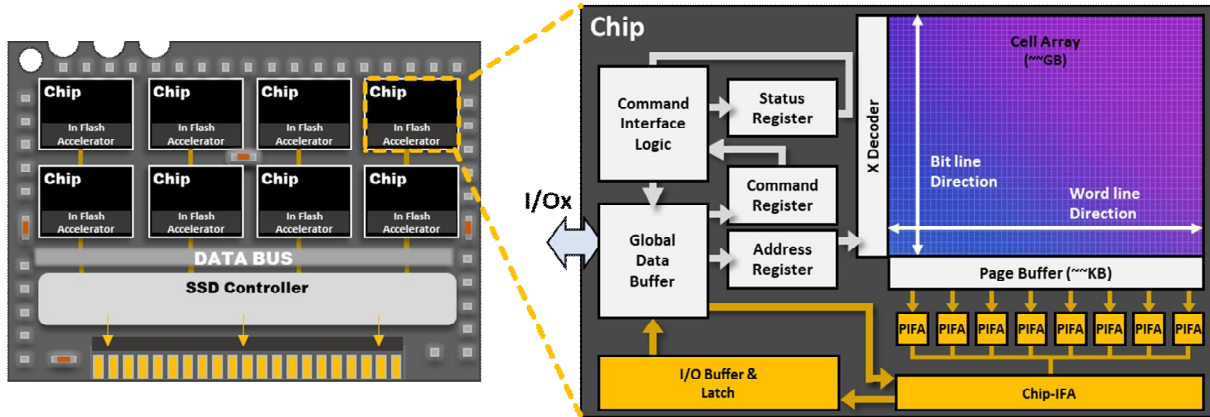 Chip
In Flash
Accelerator
Chip
In Flash
Accelerator
Chip
In Flash
Accelerator
Chip
In Flash
Accelerator
Chip
In Flash
Accelerator
Chip
In Flash
Accelerator
Chip
In Flash
Accelerator
Chip
In Flash
Accelerator
DATA BUS
SSD Controller
I/Ox
Chip
Command
Interface
Logic
Status
Register
Command
Register
Global
Data
Buffer
Address
Register
X Decoder
Cell Array
(~~GB)
Bit line
Direction
Word line
Direction
Page Buffer (~~KB)
PIFA
PIFA
PIFA
PIFA
PIFA
PIFA
PIFA
PIFA
I/O Buffer &
Latch
Chip-IFA